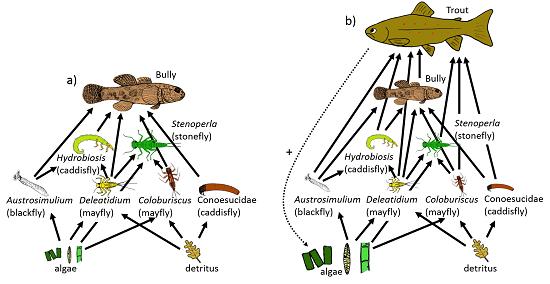 a)
Bully
Stenoperla
(stonefly)
Hydrobiosis
(caddisfly)
Austrosimulium
(blackfly)
Deleatidium
(mayfly)
Coloburiscus
(mayfly)
Conoesucidae
(caddisfly)
algae
detritus
b)
Trout
Bully
Stenoperla
(stonefly)
Hydrobiosis
(caddisfly)
+
Austrosimulium
(blackfly)
Deleatidium
(mayfly)
Coloburiscus
(mayfly)
Conoesucidae
(caddisfly)
algae
detritus